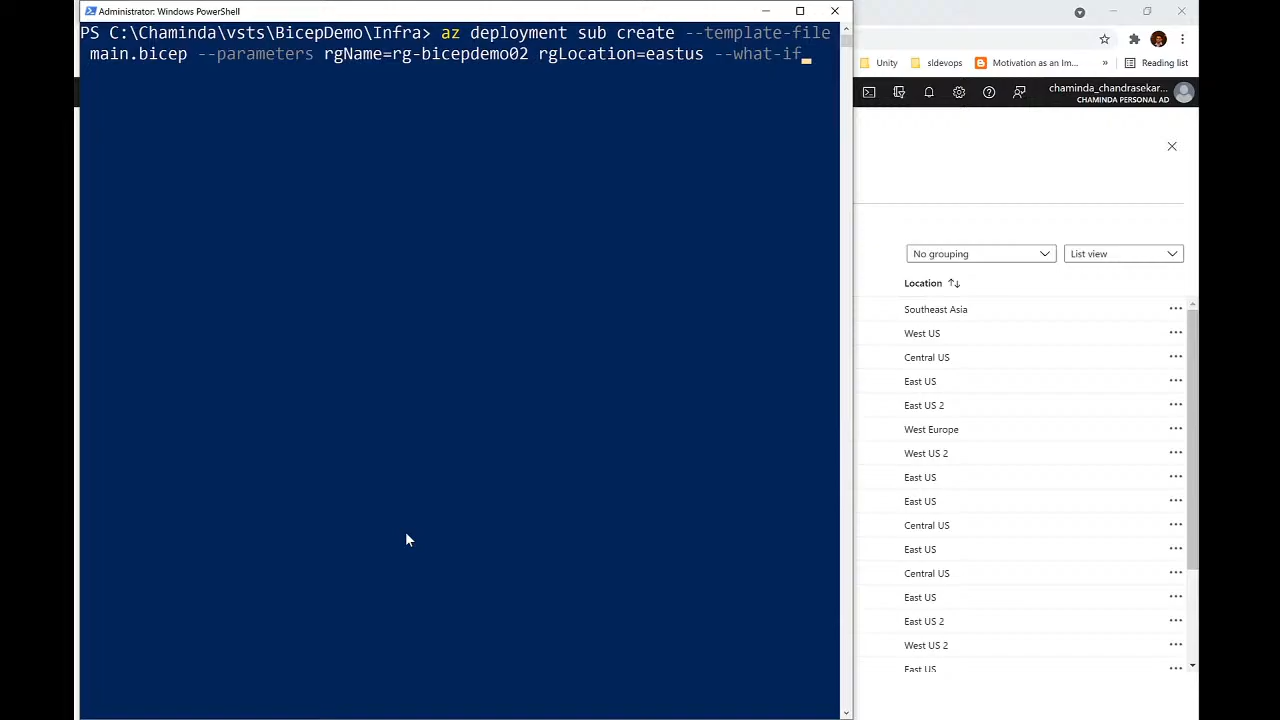 Administrator: Windows PowerShell
PS C:\Chaminda\vsts\BicepDemo\Infra> az deployment sub create --template-file
main.bicep --parameters rgName=rg-bicepdemo02 rgLocation=eastus --what-if
Unity
sldevops
Motivation as an Im...
»
Reading list
chaminda_chandrasekar...
CHAMINDA PERSONAL AD
No grouping
List view
Location
Southeast Asia
West US
Central US
East US
East US 2
West Europe
West US 2
East US
East US
Central US
East US
Central US
East US
East US 2
West US 2
East US